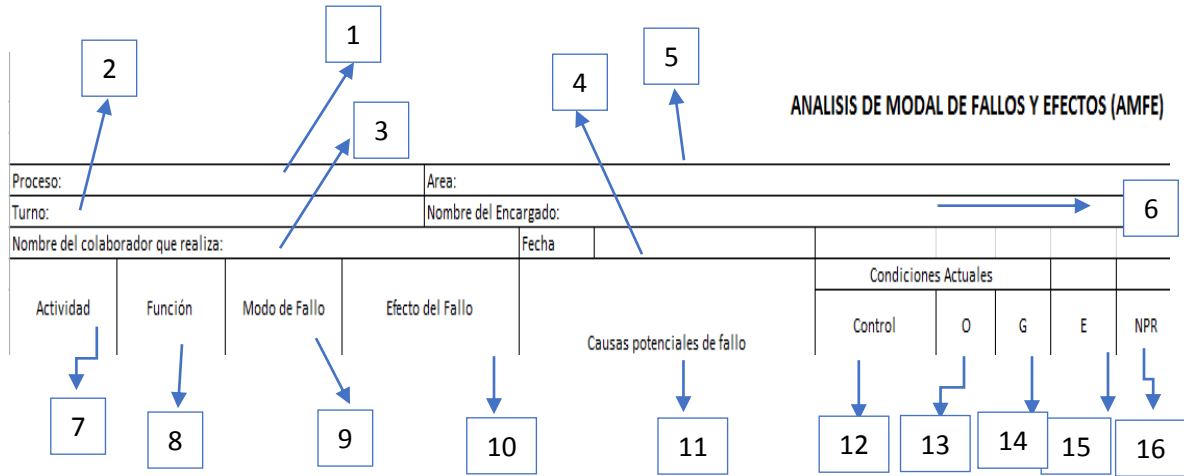 1
5
2
4
ANALISIS DE MODAL DE FALLOS Y EFECTOS (AMFE)
3
Proceso: Area:
Turno: Nombre del Encargado: 6
Nombre del colaborador que realiza: Fecha
Condiciones Actuales
Actividad Función Modo de Fallo Efecto del Fallo Causas potenciales de fallo Control O G E NPR
7 8 9 10 11 12 13 14 15 16